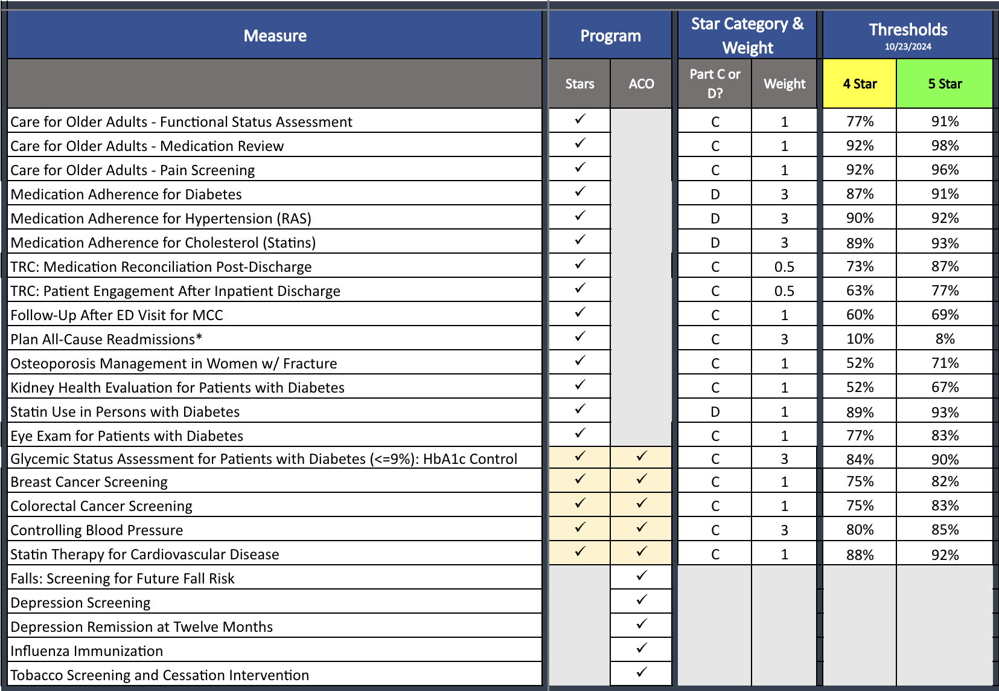 Measure Program Star Category & Weight Thresholds 10/23/2024
Stars ACO Part C or D? Weight 4 Star 5 Star
Care for Older Adults - Functional Status Assessment ✓ C 1 77% 91%
Care for Older Adults - Medication Review ✓ C 1 92% 98%
Care for Older Adults - Pain Screening ✓ C 1 92% 96%
Medication Adherence for Diabetes ✓ D 3 87% 91%
Medication Adherence for Hypertension (RAS) ✓ D 3 90% 92%
Medication Adherence for Cholesterol (Statins) ✓ D 3 89% 93%
TRC: Medication Reconciliation Post-Discharge ✓ C 0.5 73% 87%
TRC: Patient Engagement After Inpatient Discharge ✓ C 0.5 63% 77%
Follow-Up After ED Visit for MCC ✓ C 1 60% 69%
Plan All-Cause Readmissions* ✓ C 3 10% 8%
Osteoporosis Management in Women w/ Fracture ✓ C 1 52% 71%
Kidney Health Evaluation for Patients with Diabetes ✓ C 1 52% 67%
Statin Use in Persons with Diabetes ✓ D 1 89% 93%
Eye Exam for Patients with Diabetes ✓ C 1 77% 83%
Glycemic Status Assessment for Patients with Diabetes (<=9%): HbA1c Control ✓ ✓ C 3 84% 90%
Breast Cancer Screening ✓ ✓ C 1 75% 82%
Colorectal Cancer Screening ✓ ✓ C 1 75% 83%
Controlling Blood Pressure ✓ ✓ C 3 80% 85%
Statin Therapy for Cardiovascular Disease ✓ ✓ C 1 88% 92%
Falls: Screening for Future Fall Risk ✓
Depression Screening ✓
Depression Remission at Twelve Months ✓
Influenza Immunization ✓
Tobacco Screening and Cessation Intervention ✓